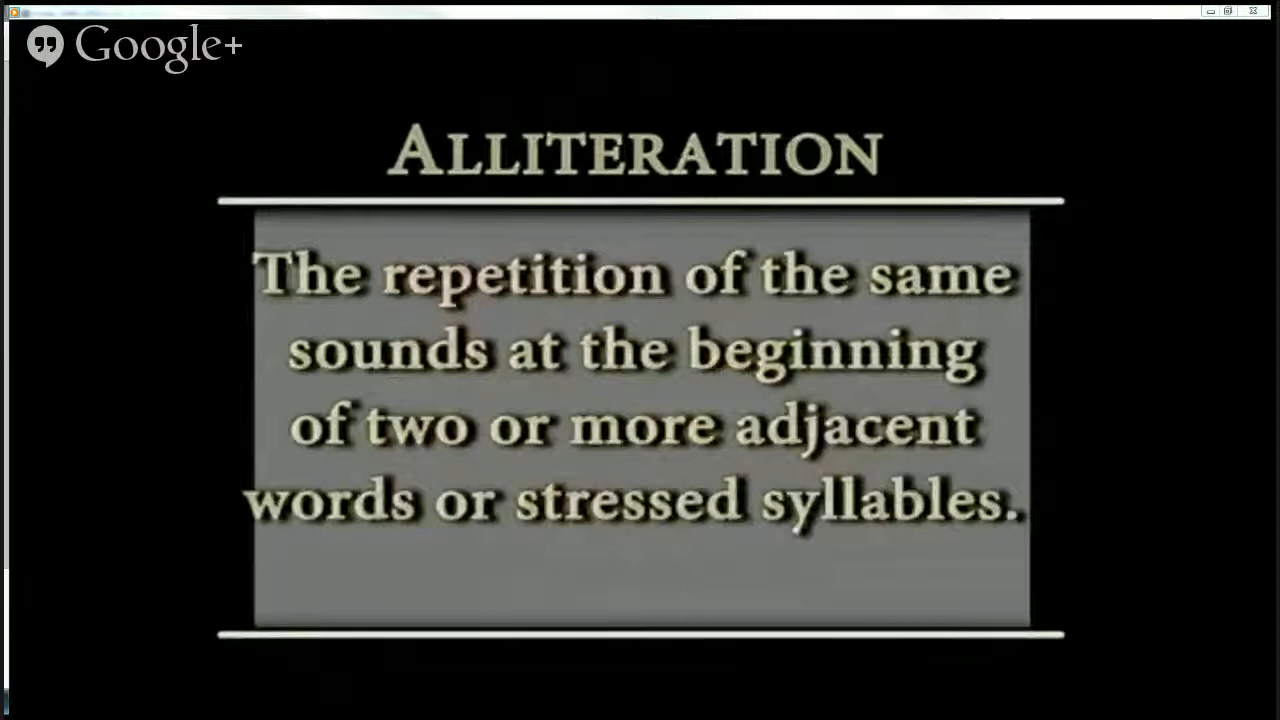 Google+
ALLITERATION
The repetition of the same
sounds at the beginning
of two or more adjacent
words or stressed syllables.